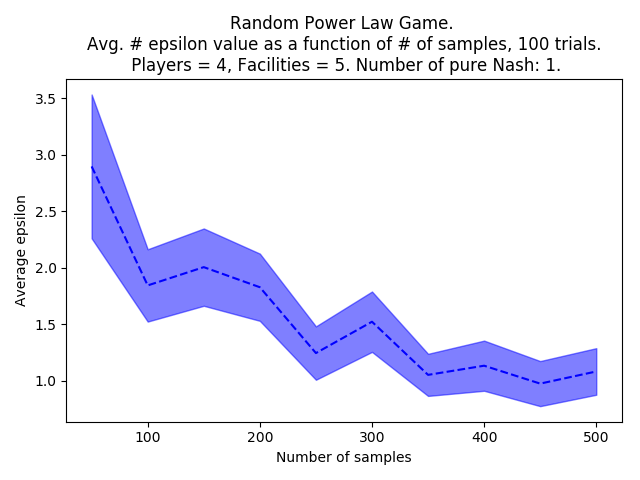 Random Power Law Game.
Avg. # epsilon value as a function of # of samples, 100 trials.
Players = 4, Facilities = 5. Number of pure Nash: 1.
3.5
3.0
2.5
2.0
1.5
1.0
Average epsilon
100 200 300 400 500
Number of samples